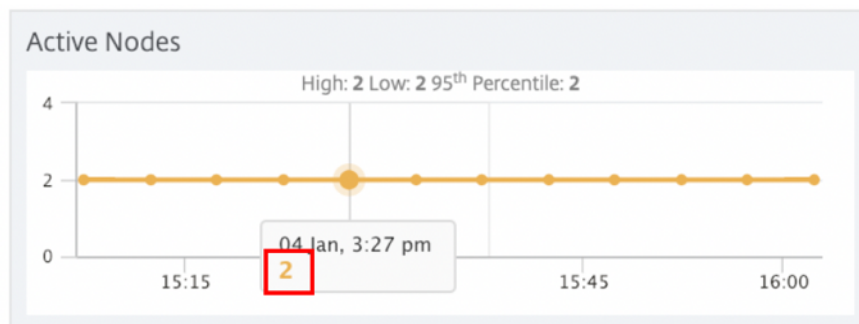 Active Nodes
High: 2 Low: 2 95th Percentile: 2
4
2
0
04 Jan, 3:27 pm
2
15:15 15:45 16:00